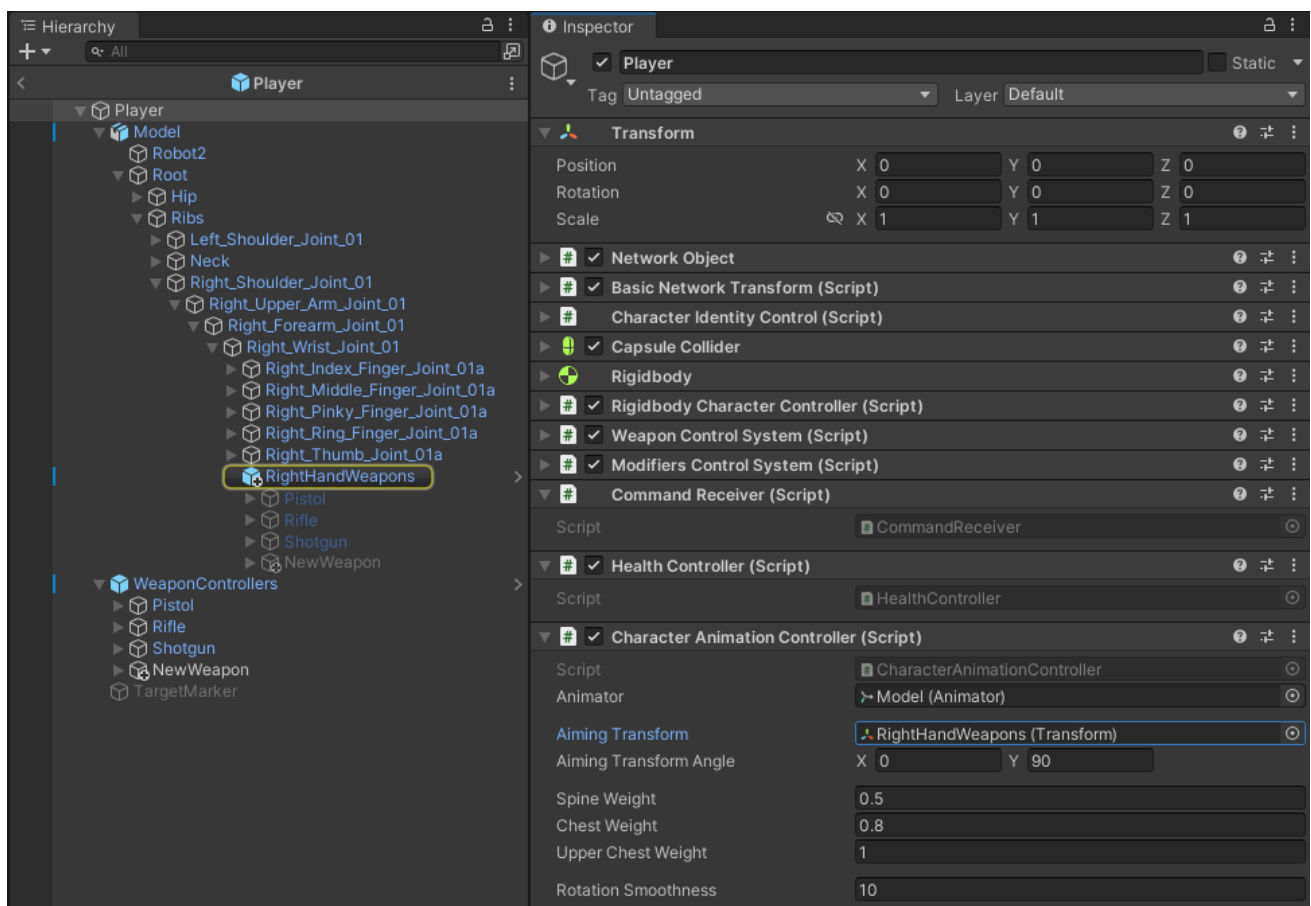 Hierarchy
All
Player
Player
Model
Robot2
Root
Hip
Ribs
Left_Shoulder_Joint_01
Neck
Right_Shoulder_Joint_01
Right_Upper_Arm_Joint_01
Right_Forearm_Joint_01
Right_Wrist_Joint_01
Right_Index_Finger_Joint_01a
Right_Middle_Finger_Joint_01a
Right_Pinky_Finger_Joint_01a
Right_Ring_Finger_Joint_01a
Right_Thumb_Joint_01a
RightHandWeapons
Pistol
Rifle
Shotgun
NewWeapon
WeaponControllers
Pistol
Rifle
Shotgun
NewWeapon
TargetMarker
Inspector
Player Static
Tag Untagged Layer Default
Transform
Position X 0 Y 0 Z 0
Rotation X 0 Y 0 Z 0
Scale X 1 Y 1 Z 1
# Network Object
# Basic Network Transform (Script)
# Character Identity Control (Script)
Capsule Collider
Rigidbody
# Rigidbody Character Controller (Script)
# Weapon Control System (Script)
# Modifiers Control System (Script)
# Command Receiver (Script)
Script CommandReceiver
# Health Controller (Script)
Script HealthController
# Character Animation Controller (Script)
Script CharacterAnimationController
Animator Model (Animator)
Aiming Transform RightHandWeapons (Transform)
Aiming Transform Angle X 0 Y 90
Spine Weight 0.5
Chest Weight 0.8
Upper Chest Weight 1
Rotation Smoothness 10